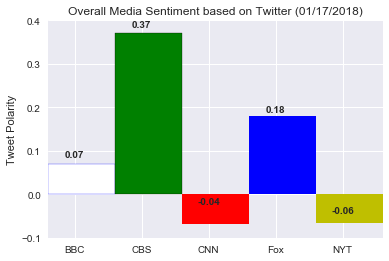 Overall Media Sentiment based on Twitter (01/17/2018)
Tweet Polarity
0.4
0.3
0.2
0.1
0.0
−0.1
0.07
0.37
-0.04
0.18
-0.06
BBC
CBS
CNN
Fox
NYT